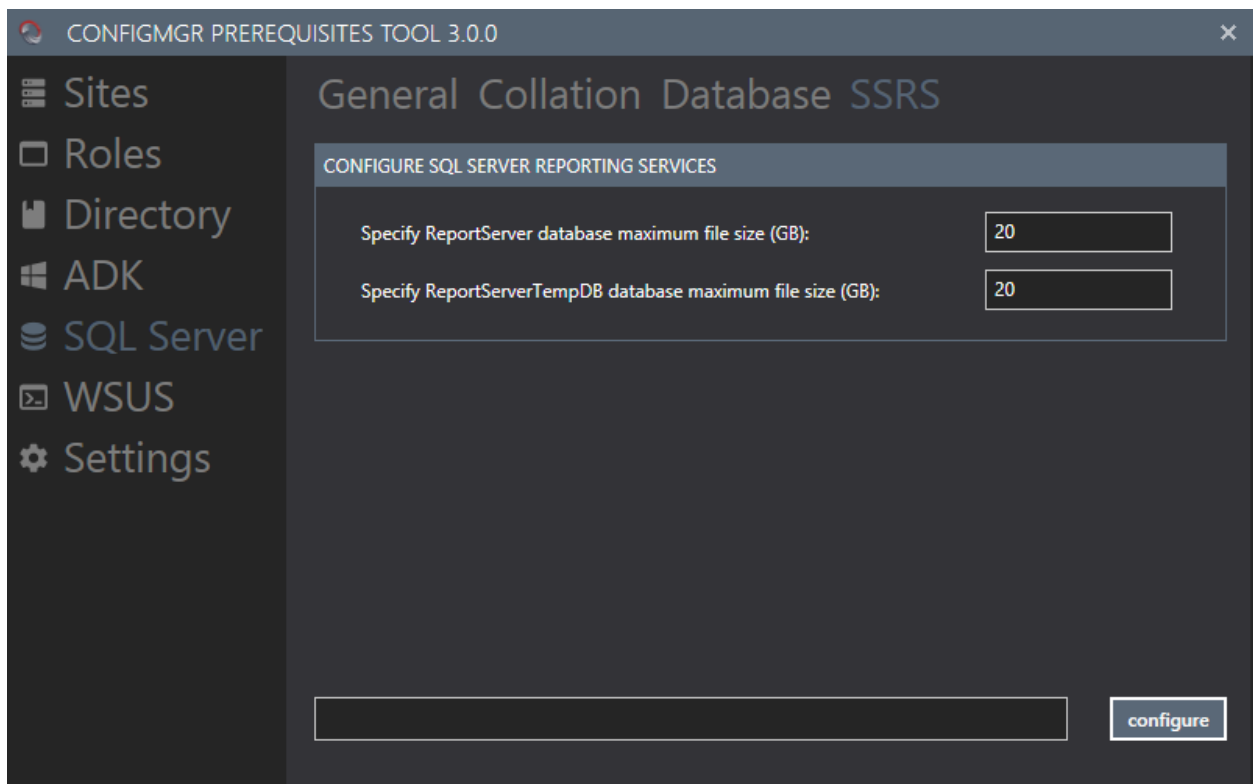 CONFIGMGR PREREQUISITES TOOL 3.0.0
Sites
Roles
Directory
ADK
SQL Server
WSUS
Settings
General Collation Database SSRS
CONFIGURE SQL SERVER REPORTING SERVICES
Specify ReportServer database maximum file size (GB): 20
Specify ReportServerTempDB database maximum file size (GB): 20
configure